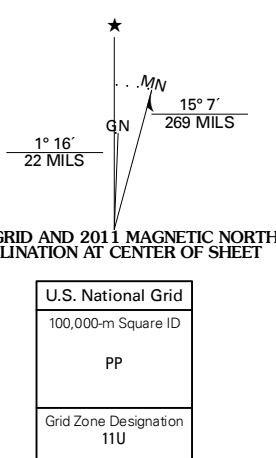 MN
15° 7´
269 MILS
GN
1° 16´
22 MILS
GRID AND 2011 MAGNETIC NORTH
LINATION AT CENTER OF SHEET
U.S. National Grid
100,000-m Square ID
PP
Grid Zone Designation
11U